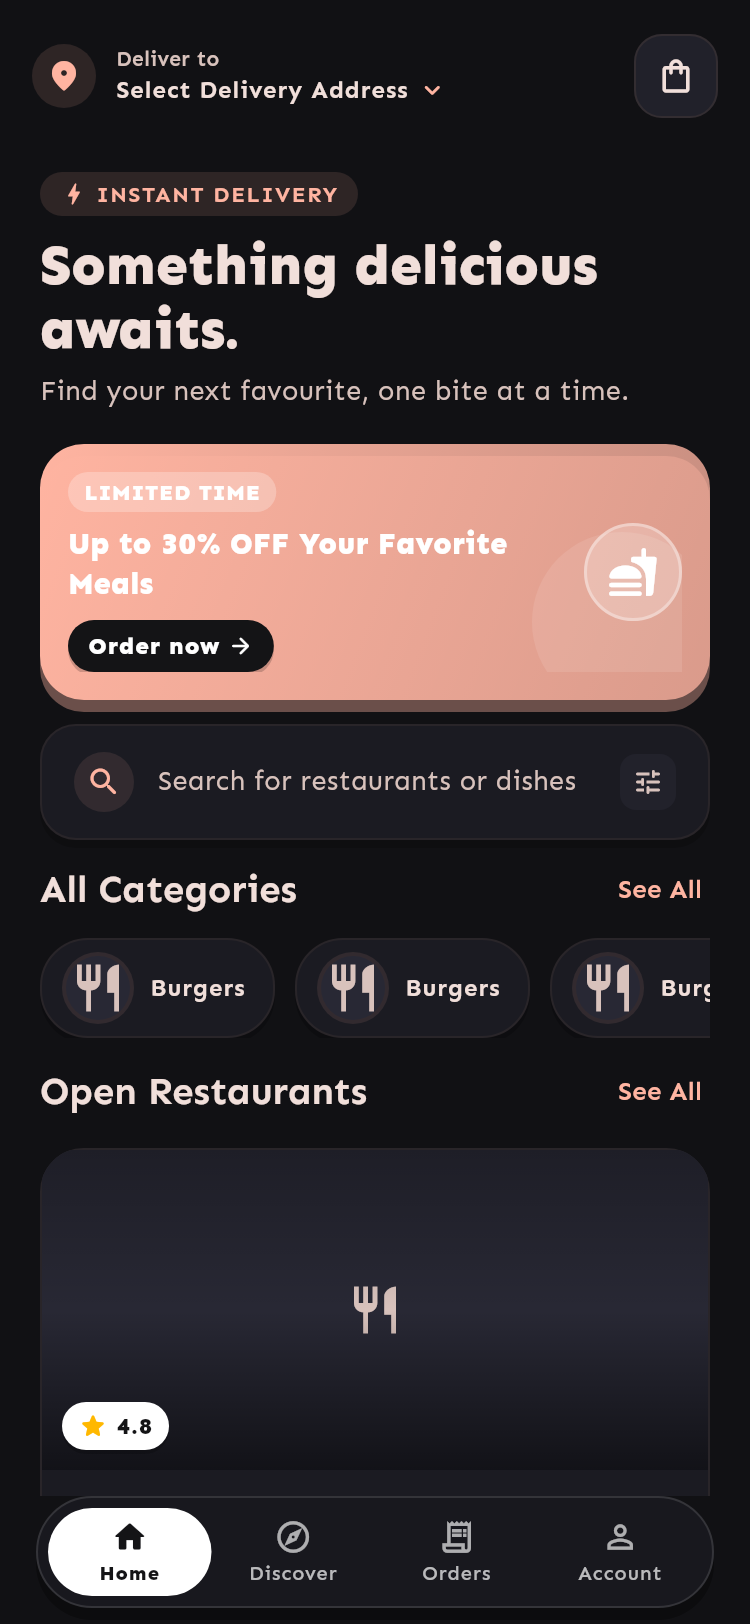 Deliver to
Select Delivery Address
INSTANT DELIVERY
Something delicious
awaits.
Find your next favourite, one bite at a time.
LIMITED TIME
Up to 30% OFF Your Favorite
Meals
Order now
Search for restaurants or dishes
All Categories
See All
Burgers
Burgers
Burg
Open Restaurants
See All
4.8
Home
Discover
Orders
Account